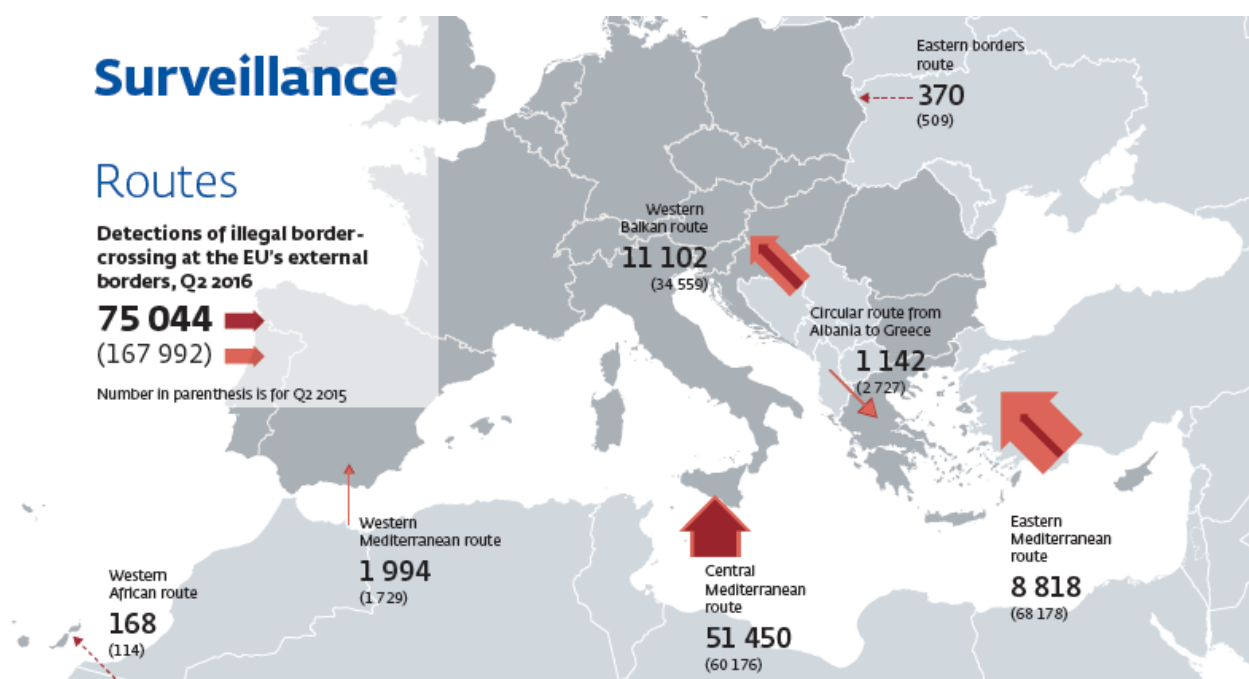 Surveillance
Routes
Detections of illegal border-
crossing at the EU's external
borders, Q2 2016
75 044
(167 992)
Number in parenthesis is for Q2 2015
Eastern borders
route
370
(509)
Western
Balkan route
11 102
(34 559)
Circular route from
Albania to Greece
1 142
(2 727)
Western
Mediterranean route
1 994
(1 729)
Western
African route
168
(114)
Central
Mediterranean
route
51 450
(60 176)
Eastern
Mediterranean
route
8 818
(68 178)